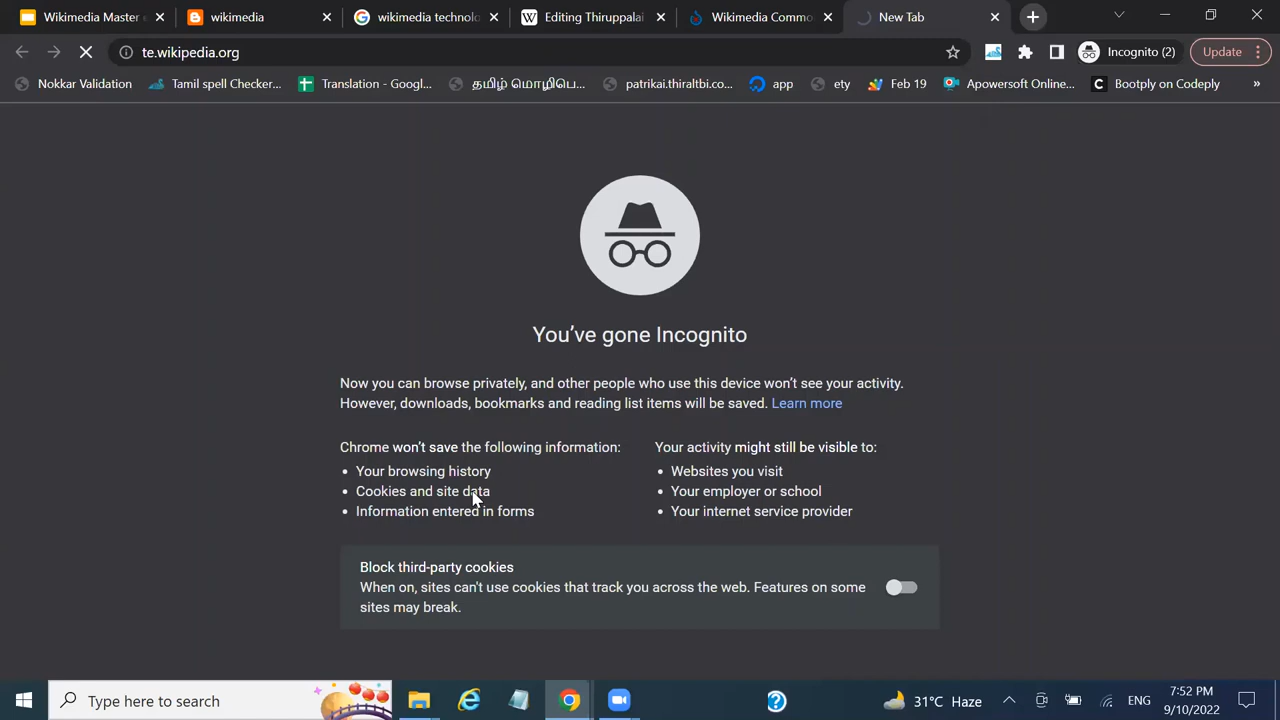 Wikimedia Master
wikimedia
wikimedia technolo
Editing Thiruppalai
Wikimedia Commo
New Tab
te.wikipedia.org
Incognito (2)
Update
Nokkar Validation
Tamil spell Checker...
Translation - Googl...
தமிழ் மொழிபெ...
patrikai.thiraltbi.co...
app
ety
Feb 19
Apowersoft Online...
Bootply on Codeply
»
You've gone Incognito
Now you can browse privately, and other people who use this device won't see your activity.
However, downloads, bookmarks and reading list items will be saved. Learn more
Chrome won't save the following information:
• Your browsing history
• Cookies and site data
• Information entered in forms
Your activity might still be visible to:
• Websites you visit
• Your employer or school
• Your internet service provider
Block third-party cookies
When on, sites can't use cookies that track you across the web. Features on some
sites may break.
Type here to search
31°C Haze
ENG
7:52 PM
9/10/2022